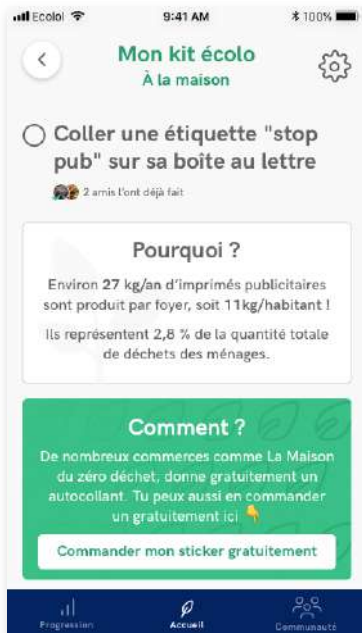 Ecolol 9:41 AM 100%
Mon kit écolo
À la maison
Coller une étiquette "stop
pub" sur sa boîte au lettre
2 amis l'ont déjà fait
Pourquoi ?
Environ 27 kg/an d'imprimés publicitaires
sont produit par foyer, soit 11kg/habitant !
Ils représentent 2,8 % de la quantité totale
de déchets des ménages.
Comment ?
De nombreux commerces comme La Maison
du zéro déchet, donne gratuitement un
autocollant. Tu peux aussi en commander
un gratuitement ici 👇
Commander mon sticker gratuitement
Progression Accueil Communauté